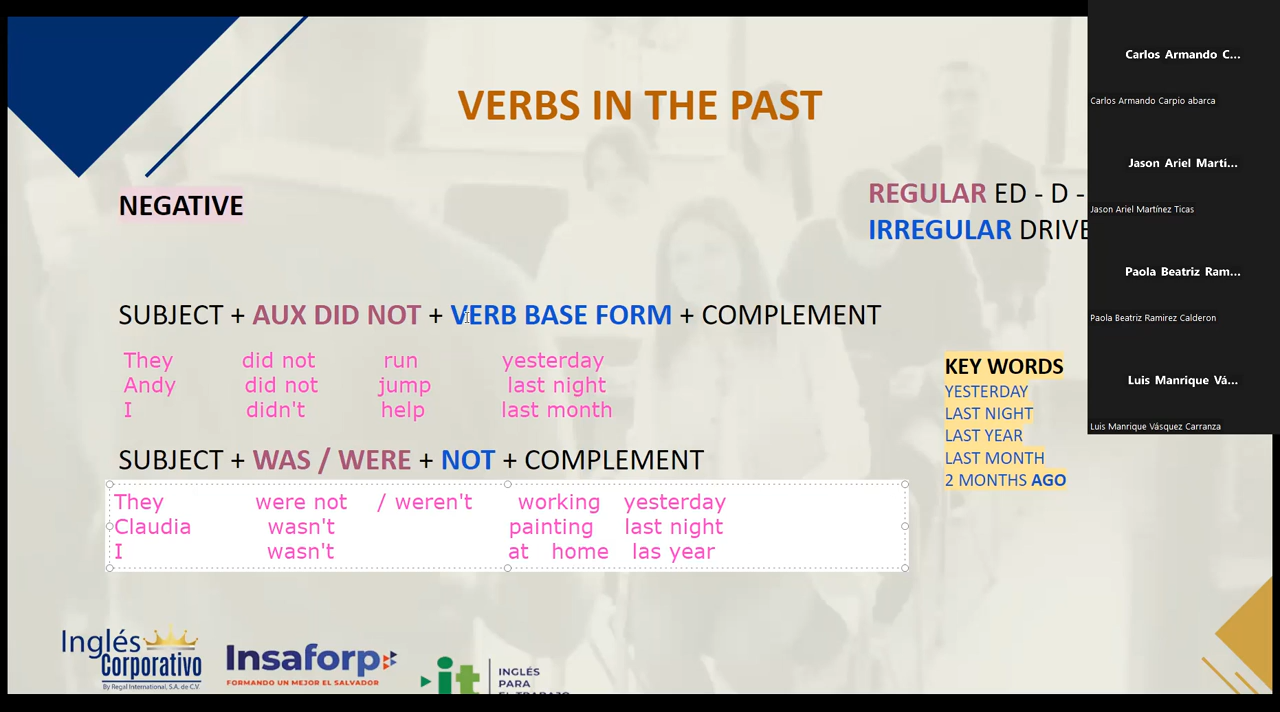 VERBS IN THE PAST
NEGATIVE
REGULAR ED - D -
IRREGULAR DRIVE
SUBJECT + AUX DID NOT + VERB BASE FORM + COMPLEMENT
They did not run yesterday
Andy did not jump last night
I didn't help last month
SUBJECT + WAS / WERE + NOT + COMPLEMENT
They were not / weren't working yesterday
Claudia wasn't painting last night
I wasn't at home las year
KEY WORDS
YESTERDAY
LAST NIGHT
LAST YEAR
LAST MONTH
2 MONTHS AGO
Carlos Armando C...
Carlos Armando Carpio abarca
Jason Ariel Martí...
Jason Ariel Martínez Ticas
Paola Beatriz Ram...
Paola Beatriz Ramirez Calderon
Luis Manrique Vá...
Luis Manrique Vásquez Carranza
Inglés
Corporativo
By Regal International, S.A. de C.V.
Insaforp
FORMANDO UN MEJOR EL SALVADOR
it
INGLÉS
PARA
EL TRABAJO